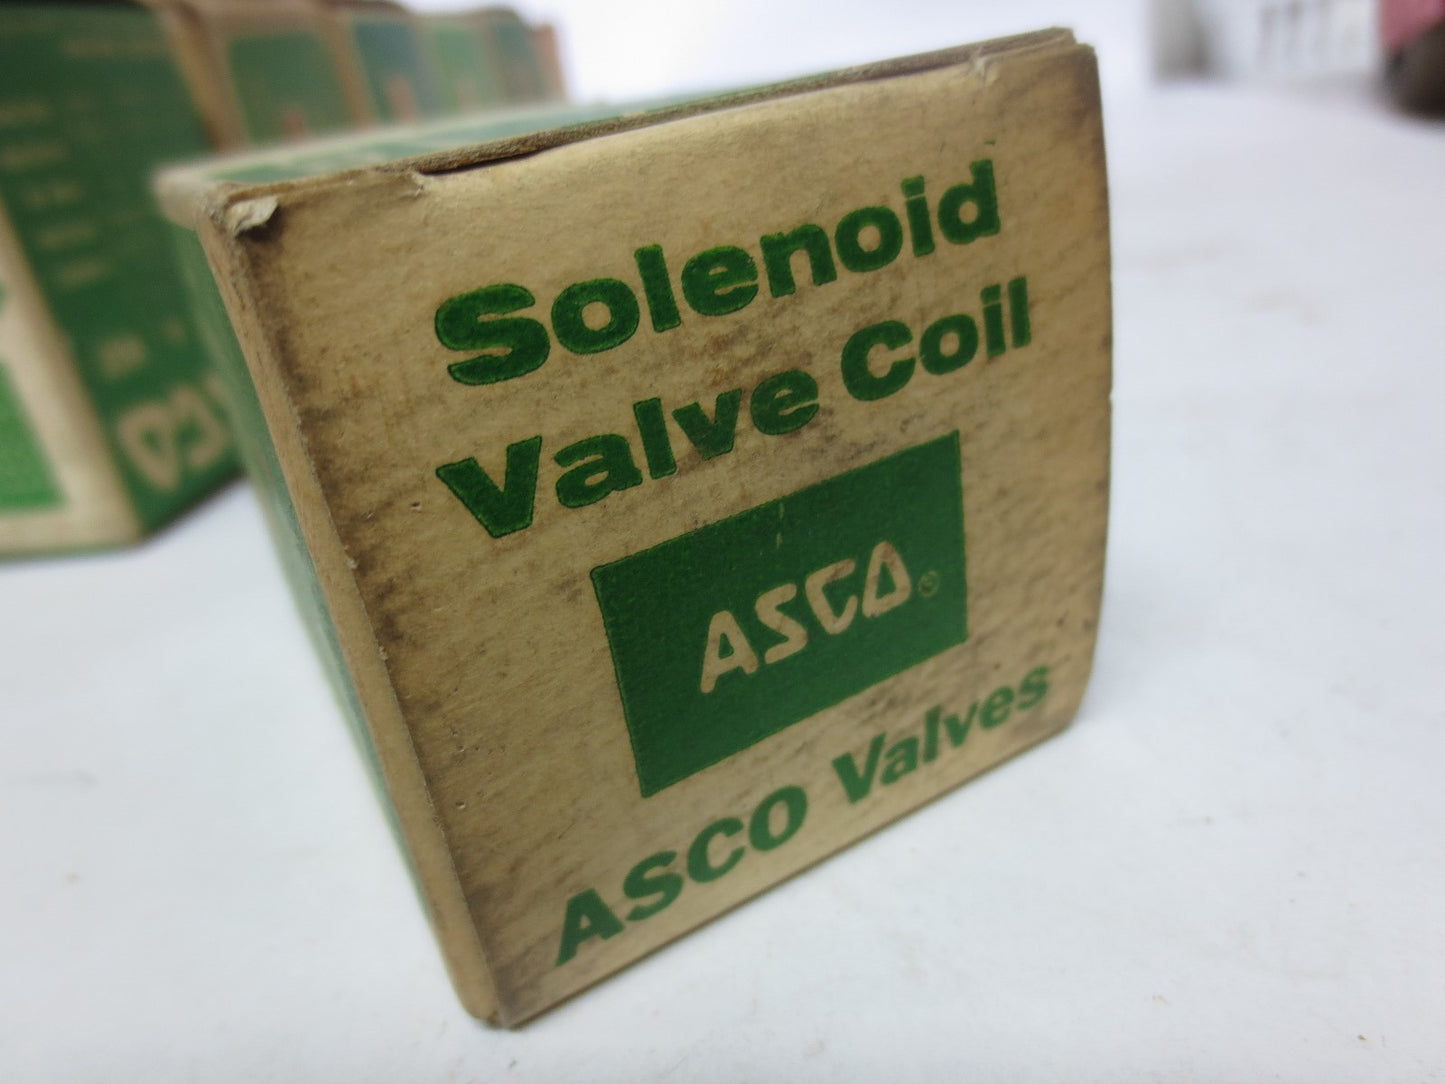 Solenoid
Valve Coil
ASCO®
ASCO Valves